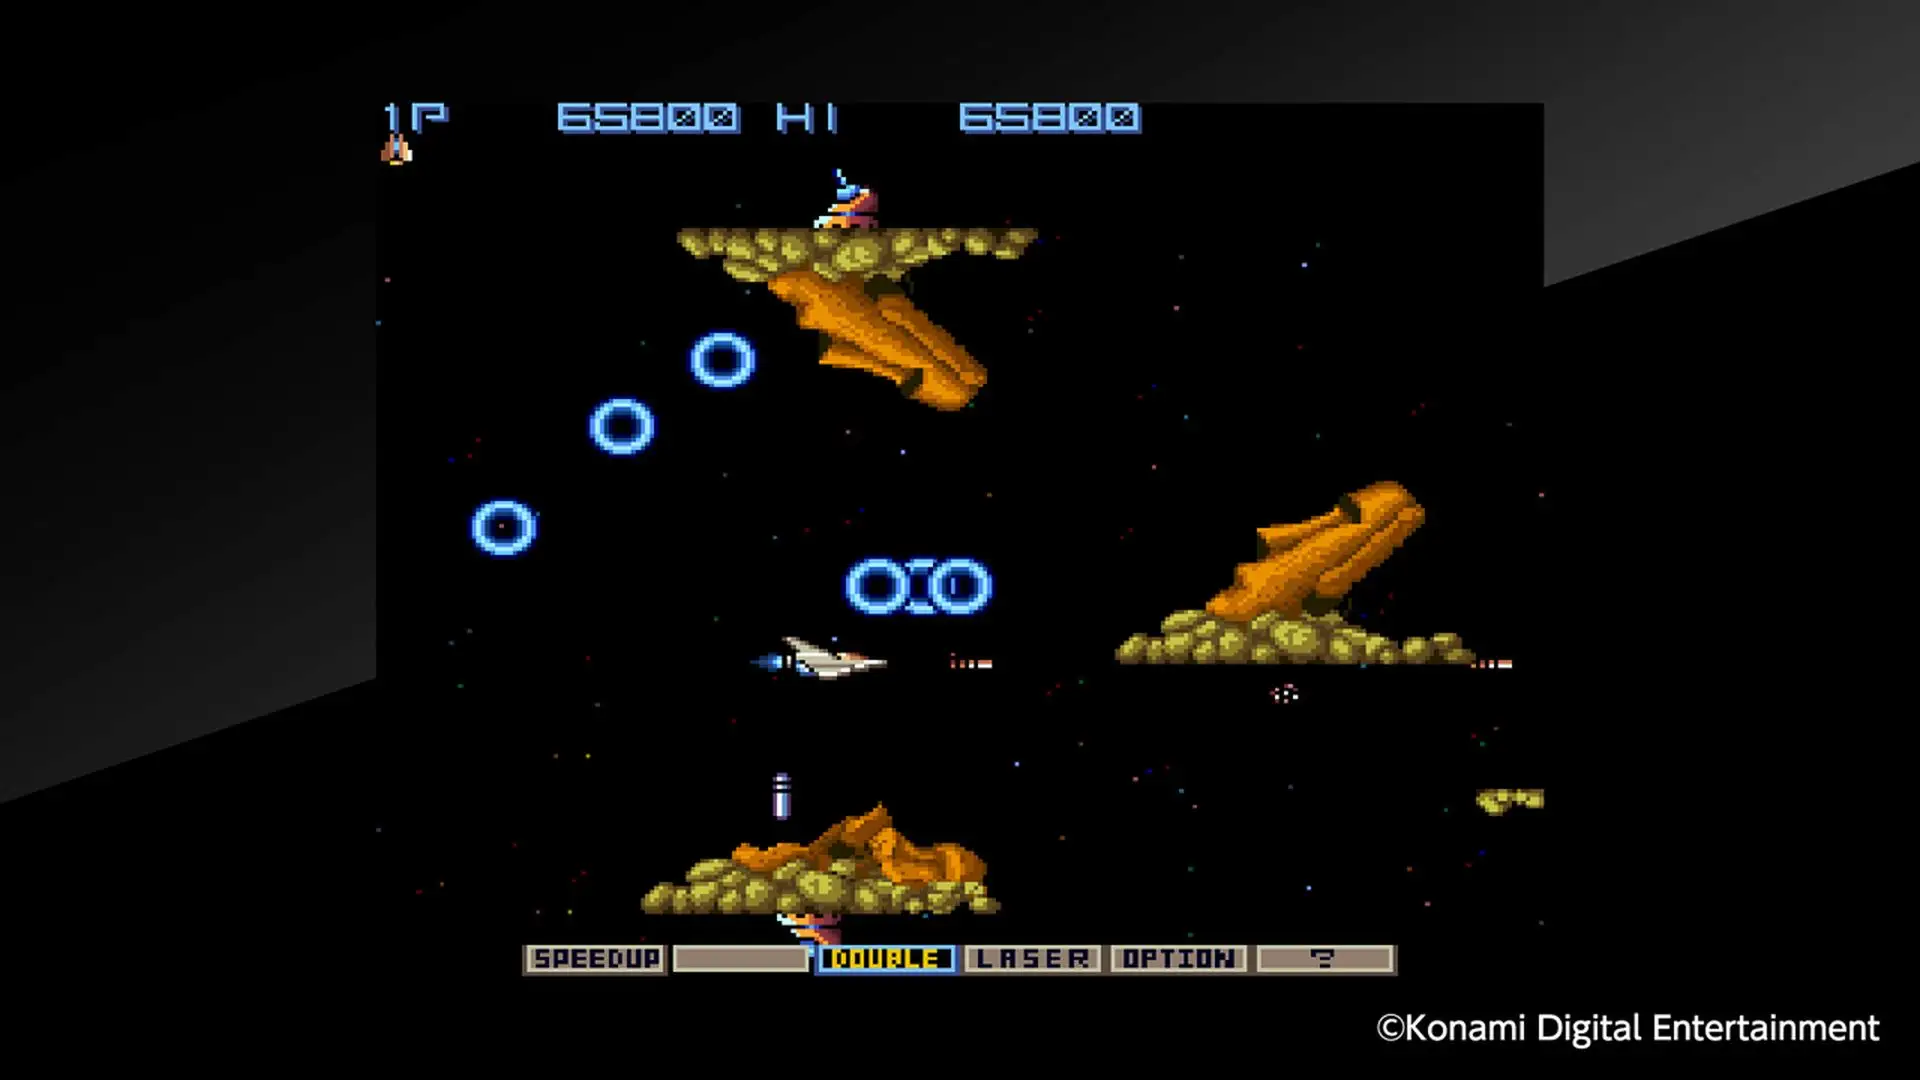 1P 65800 HI 65800
SPEEDUP DOUBLE LASER OPTION ?
©Konami Digital Entertainment